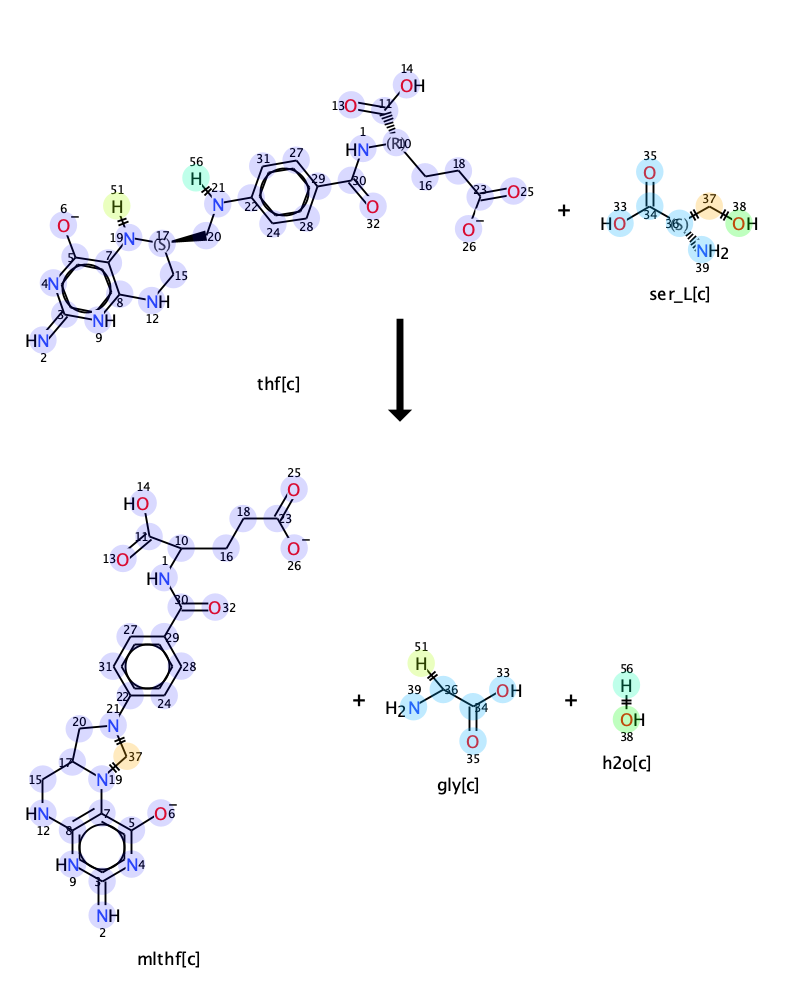 14
OH
13 O 11
1
HN (R) 10
27
31 18
29 30 16 23 O 25
56
H 21
N 22
24 28 O 32
O − 26
51
H
6
O −
19 N 17 (S) 20
5 7
4 N 15
8 NH 12
3 NH 9
HN 2
+
35
O
37 38
33 HO 34 36 (S) OH
NH2
39
ser_L[c]
thf[c]
25
O
14
HO 18 23
11 10
13 O 16 O −
26
1
HN
30 O 32
27 29
31 28
22 24
21
20 N
37
17
15 N 19
HN 7 O − 6
12 8 5
HN N 4
9 3
NH
2
mlthf[c]
+
51
H
39 36 33
H2N OH
34
O
35
gly[c]
+
56
H
OH
38
h2o[c]